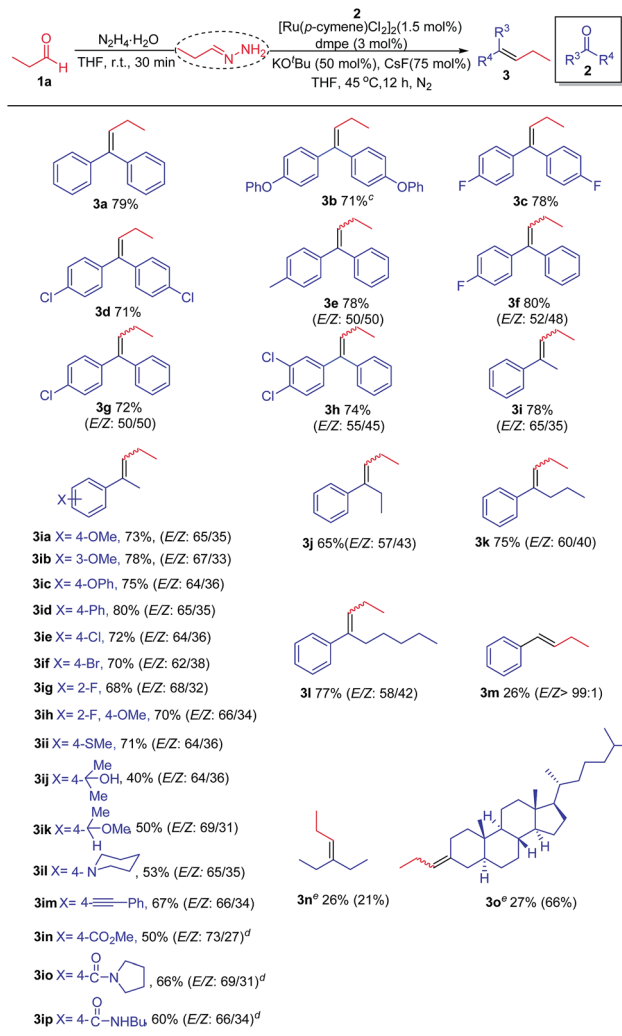 2
N2H4·H2O
[Ru(p-cymene)Cl2]2(1.5 mol%)
dmpe (3 mol%)
O
H
N
NH2
THF, r.t., 30 min
KOtBu (50 mol%), CsF(75 mol%)
THF, 45 oC,12 h, N2
1a
R3
R4
3
O
R3
R4
2
3a 79%
PhO
OPh
3b 71%c
F
F
3c 78%
Cl
Cl
3d 71%
3e 78%
(E/Z: 50/50)
F
3f 80%
(E/Z: 52/48)
Cl
3g 72%
(E/Z: 50/50)
Cl
Cl
3h 74%
(E/Z: 55/45)
3i 78%
(E/Z: 65/35)
X
3ia X= 4-OMe, 73%, (E/Z: 65/35)
3ib X= 3-OMe, 78%, (E/Z: 67/33)
3ic X= 4-OPh, 75% (E/Z: 64/36)
3id X= 4-Ph, 80% (E/Z: 65/35)
3ie X= 4-Cl, 72% (E/Z: 64/36)
3if X= 4-Br, 70% (E/Z: 62/38)
3ig X= 2-F, 68% (E/Z: 68/32)
3ih X= 2-F, 4-OMe, 70% (E/Z: 66/34)
3ii X= 4-SMe, 71% (E/Z: 64/36)
Me
3ij X= 4-C-OH, 40% (E/Z: 64/36)
Me
Me
3ik X= 4-C-OMe, 50% (E/Z: 69/31)
H
3il X= 4-N, 53% (E/Z: 65/35)
3im X= 4-≡-Ph, 67% (E/Z: 66/34)
3in X= 4-CO2Me, 50% (E/Z: 73/27)d
O
3io X= 4-C-N, 66% (E/Z: 69/31)d
O
3ip X= 4-C-NHBu, 60% (E/Z: 66/34)d
3j 65%(E/Z: 57/43)
3k 75% (E/Z: 60/40)
3l 77% (E/Z: 58/42)
3m 26% (E/Z> 99:1)
3ne 26% (21%)
H
H
H
H
3oe 27% (66%)